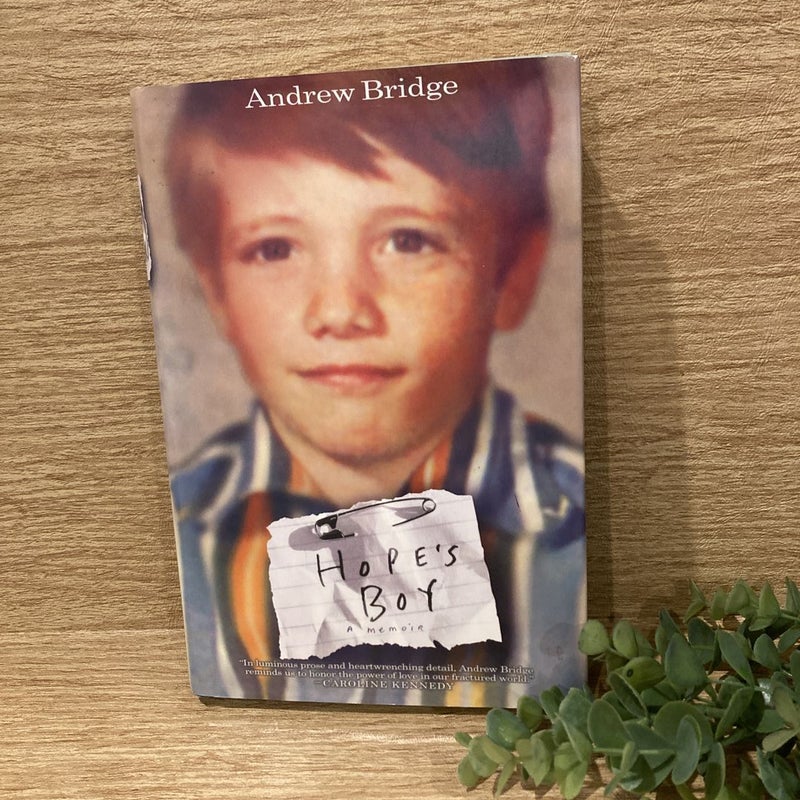 Andrew Bridge
HOPE'S
BOY
a memoir
"In luminous prose and heartwrenching detail, Andrew Bridge
reminds us to honor the power of love in our fractured world."
—CAROLINE KENNEDY